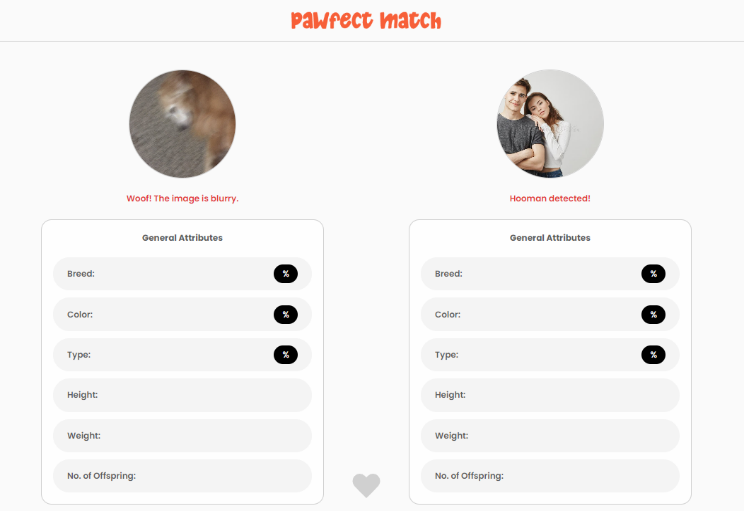 Pawfect Match
Woof! The image is blurry.
General Attributes
Breed: %
Color: %
Type: %
Height:
Weight:
No. of Offspring:
Hooman detected!
General Attributes
Breed: %
Color: %
Type: %
Height:
Weight:
No. of Offspring: